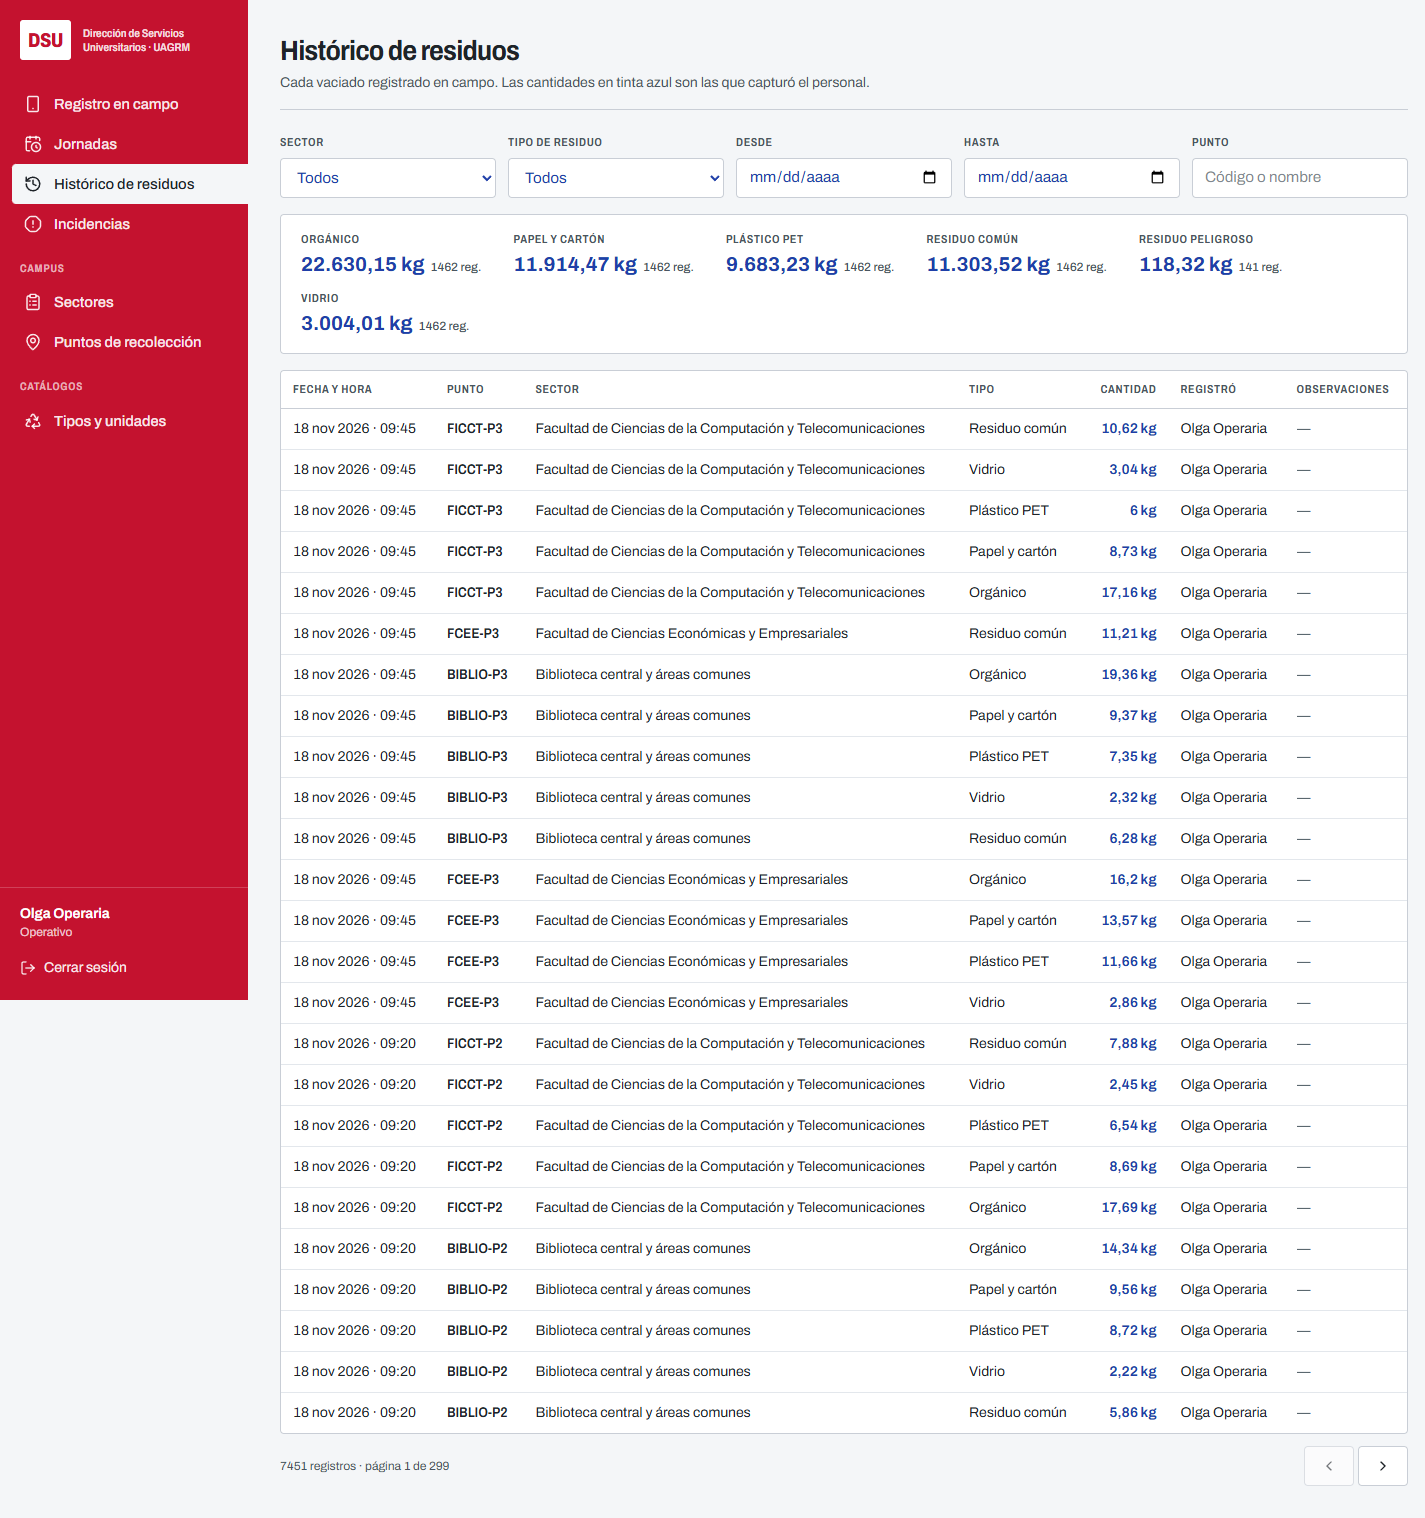 DSU
Dirección de Servicios
Universitarios · UAGRM
Registro en campo
Jornadas
Histórico de residuos
Incidencias
CAMPUS
Sectores
Puntos de recolección
CATÁLOGOS
Tipos y unidades
Olga Operaria
Operativo
Cerrar sesión
Histórico de residuos
Cada vaciado registrado en campo. Las cantidades en tinta azul son las que capturó el personal.
SECTOR TIPO DE RESIDUO DESDE HASTA PUNTO
Todos Todos mm/dd/aaaa mm/dd/aaaa Código o nombre
ORGÁNICO PAPEL Y CARTÓN PLÁSTICO PET RESIDUO COMÚN RESIDUO PELIGROSO
22.630,15 kg 1462 reg. 11.914,47 kg 1462 reg. 9.683,23 kg 1462 reg. 11.303,52 kg 1462 reg. 118,32 kg 141 reg.
VIDRIO
3.004,01 kg 1462 reg.
FECHA Y HORA PUNTO SECTOR TIPO CANTIDAD REGISTRÓ OBSERVACIONES
18 nov 2026 · 09:45 FICCT-P3 Facultad de Ciencias de la Computación y Telecomunicaciones Residuo común 10,62 kg Olga Operaria —
18 nov 2026 · 09:45 FICCT-P3 Facultad de Ciencias de la Computación y Telecomunicaciones Vidrio 3,04 kg Olga Operaria —
18 nov 2026 · 09:45 FICCT-P3 Facultad de Ciencias de la Computación y Telecomunicaciones Plástico PET 6 kg Olga Operaria —
18 nov 2026 · 09:45 FICCT-P3 Facultad de Ciencias de la Computación y Telecomunicaciones Papel y cartón 8,73 kg Olga Operaria —
18 nov 2026 · 09:45 FICCT-P3 Facultad de Ciencias de la Computación y Telecomunicaciones Orgánico 17,16 kg Olga Operaria —
18 nov 2026 · 09:45 FCEE-P3 Facultad de Ciencias Económicas y Empresariales Residuo común 11,21 kg Olga Operaria —
18 nov 2026 · 09:45 BIBLIO-P3 Biblioteca central y áreas comunes Orgánico 19,36 kg Olga Operaria —
18 nov 2026 · 09:45 BIBLIO-P3 Biblioteca central y áreas comunes Papel y cartón 9,37 kg Olga Operaria —
18 nov 2026 · 09:45 BIBLIO-P3 Biblioteca central y áreas comunes Plástico PET 7,35 kg Olga Operaria —
18 nov 2026 · 09:45 BIBLIO-P3 Biblioteca central y áreas comunes Vidrio 2,32 kg Olga Operaria —
18 nov 2026 · 09:45 BIBLIO-P3 Biblioteca central y áreas comunes Residuo común 6,28 kg Olga Operaria —
18 nov 2026 · 09:45 FCEE-P3 Facultad de Ciencias Económicas y Empresariales Orgánico 16,2 kg Olga Operaria —
18 nov 2026 · 09:45 FCEE-P3 Facultad de Ciencias Económicas y Empresariales Papel y cartón 13,57 kg Olga Operaria —
18 nov 2026 · 09:45 FCEE-P3 Facultad de Ciencias Económicas y Empresariales Plástico PET 11,66 kg Olga Operaria —
18 nov 2026 · 09:45 FCEE-P3 Facultad de Ciencias Económicas y Empresariales Vidrio 2,86 kg Olga Operaria —
18 nov 2026 · 09:20 FICCT-P2 Facultad de Ciencias de la Computación y Telecomunicaciones Residuo común 7,88 kg Olga Operaria —
18 nov 2026 · 09:20 FICCT-P2 Facultad de Ciencias de la Computación y Telecomunicaciones Vidrio 2,45 kg Olga Operaria —
18 nov 2026 · 09:20 FICCT-P2 Facultad de Ciencias de la Computación y Telecomunicaciones Plástico PET 6,54 kg Olga Operaria —
18 nov 2026 · 09:20 FICCT-P2 Facultad de Ciencias de la Computación y Telecomunicaciones Papel y cartón 8,69 kg Olga Operaria —
18 nov 2026 · 09:20 FICCT-P2 Facultad de Ciencias de la Computación y Telecomunicaciones Orgánico 17,69 kg Olga Operaria —
18 nov 2026 · 09:20 BIBLIO-P2 Biblioteca central y áreas comunes Orgánico 14,34 kg Olga Operaria —
18 nov 2026 · 09:20 BIBLIO-P2 Biblioteca central y áreas comunes Papel y cartón 9,56 kg Olga Operaria —
18 nov 2026 · 09:20 BIBLIO-P2 Biblioteca central y áreas comunes Plástico PET 8,72 kg Olga Operaria —
18 nov 2026 · 09:20 BIBLIO-P2 Biblioteca central y áreas comunes Vidrio 2,22 kg Olga Operaria —
18 nov 2026 · 09:20 BIBLIO-P2 Biblioteca central y áreas comunes Residuo común 5,86 kg Olga Operaria —
7451 registros · página 1 de 299